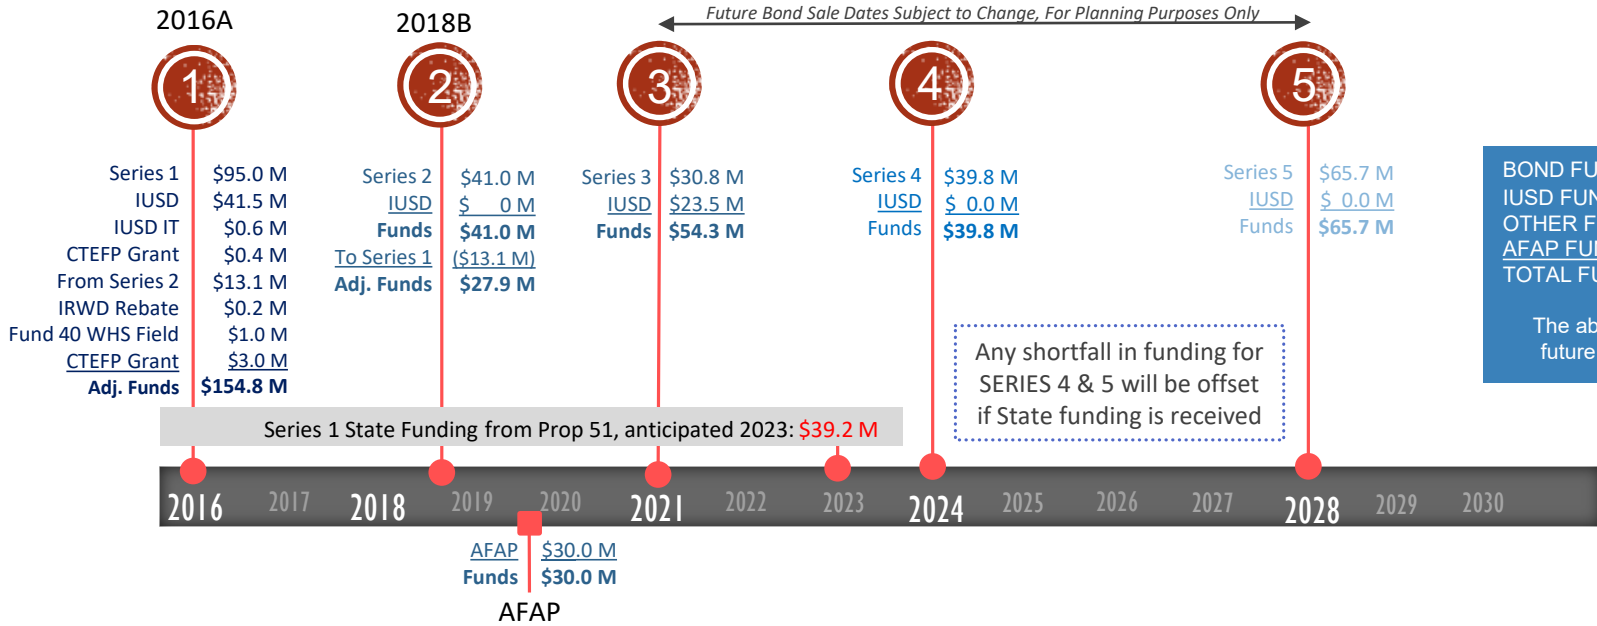 2016A
2018B
Future Bond Sale Dates Subject to Change, For Planning Purposes Only
1
2
3
4
5
Series 1 $95.0 M
IUSD $41.5 M
IUSD IT $0.6 M
CTEFP Grant $0.4 M
From Series 2 $13.1 M
IRWD Rebate $0.2 M
Fund 40 WHS Field $1.0 M
CTEFP Grant $3.0 M
Adj. Funds $154.8 M
Series 2 $41.0 M
IUSD $ 0 M
Funds $41.0 M
To Series 1 ($13.1 M)
Adj. Funds $27.9 M
Series 3 $30.8 M
IUSD $23.5 M
Funds $54.3 M
Series 4 $39.8 M
IUSD $ 0.0 M
Funds $39.8 M
Series 5 $65.7 M
IUSD $ 0.0 M
Funds $65.7 M
BOND FU
IUSD FUN
OTHER F
AFAP FU
TOTAL FU
The ab
future
Any shortfall in funding for
SERIES 4 & 5 will be offset
if State funding is received
Series 1 State Funding from Prop 51, anticipated 2023: $39.2 M
2016 2017 2018 2019 2020 2021 2022 2023 2024 2025 2026 2027 2028 2029 2030
AFAP $30.0 M
Funds $30.0 M
AFAP